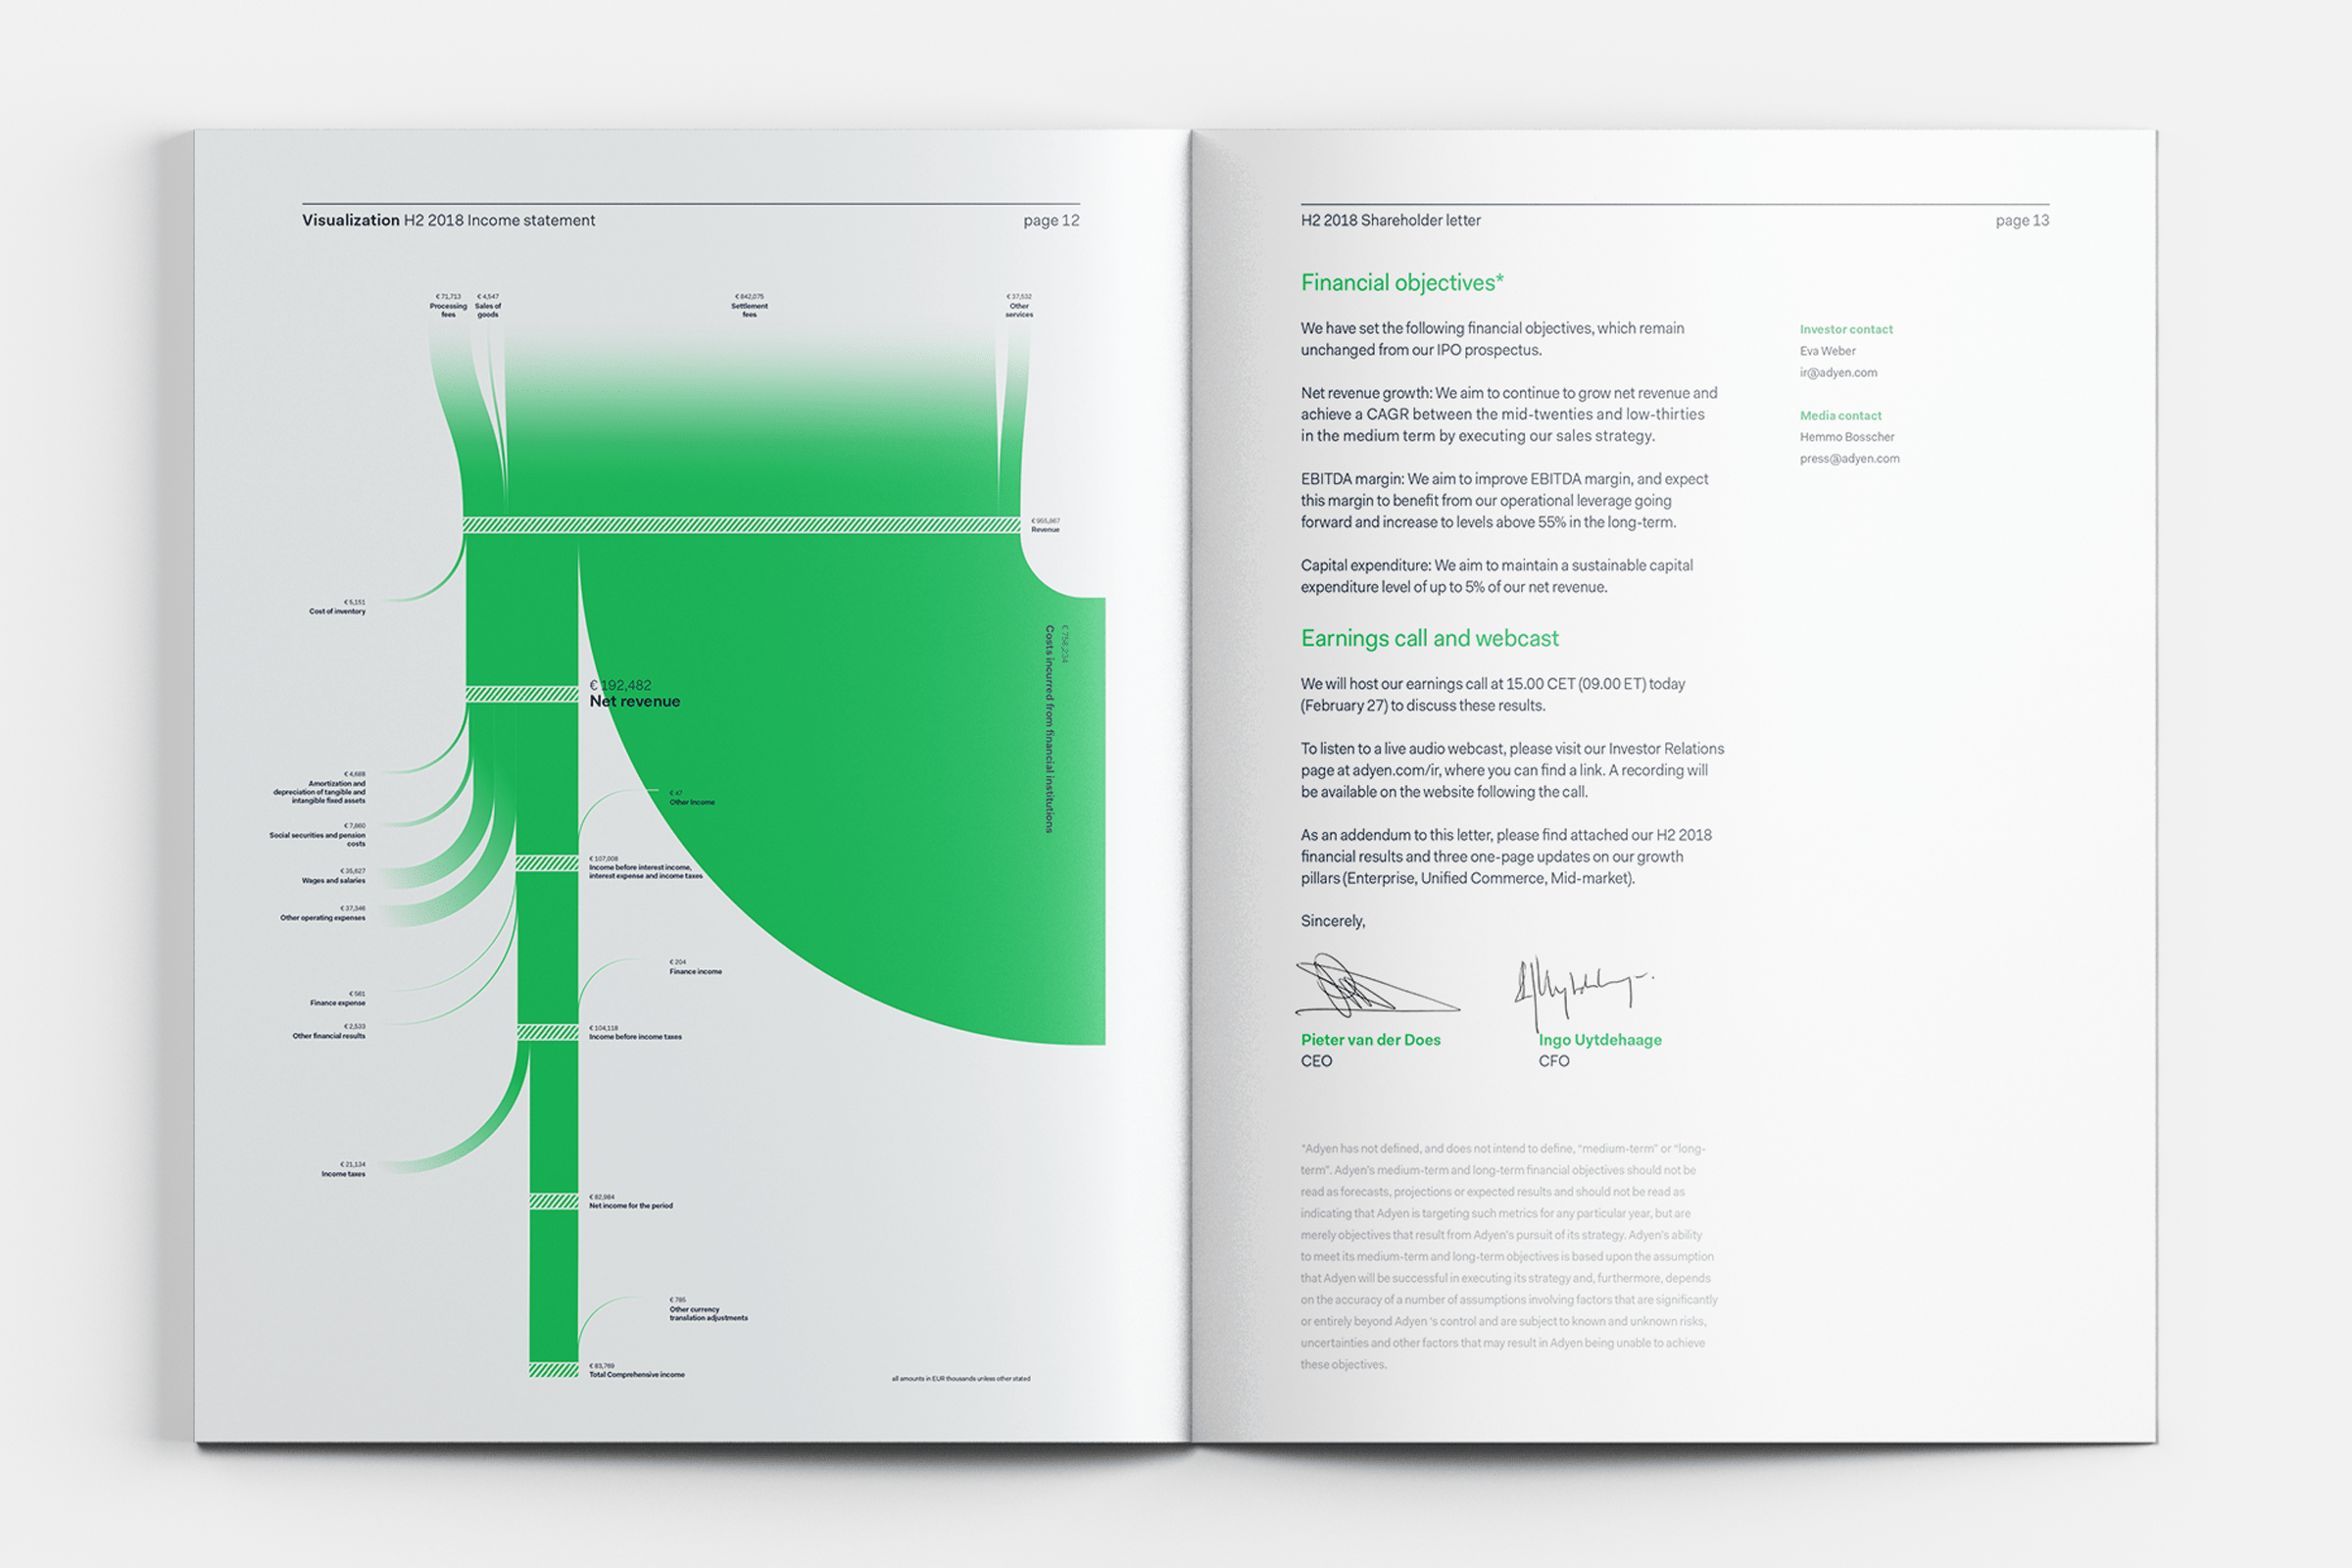 Visualization H2 2018 Income statement
page 12
€ 71,713
Processing
fees
€ 4,547
Sales of
goods
€ 842,075
Settlement
fees
€ 37,532
Other
services
€ 955,867
Revenue
€ 5,151
Cost of inventory
€ 758,234
Costs incurred from financial institutions
€ 192,482
Net revenue
€ 4,688
Amortization and
depreciation of tangible and
intangible fixed assets
€ 47
Other income
€ 7,860
Social securities and pension
costs
€ 107,008
Income before interest income,
interest expense and income taxes
€ 35,627
Wages and salaries
€ 37,346
Other operating expenses
€ 204
Finance income
€ 561
Finance expense
€ 2,533
Other financial results
€ 104,118
Income before income taxes
€ 21,134
Income taxes
€ 82,984
Net income for the period
€ 785
Other currency
translation adjustments
€ 83,769
Total Comprehensive income
all amounts in EUR thousands unless other stated
H2 2018 Shareholder letter
page 13
Financial objectives*
We have set the following financial objectives, which remain
unchanged from our IPO prospectus.
Net revenue growth: We aim to continue to grow net revenue and
achieve a CAGR between the mid-twenties and low-thirties
in the medium term by executing our sales strategy.
EBITDA margin: We aim to improve EBITDA margin, and expect
this margin to benefit from our operational leverage going
forward and increase to levels above 55% in the long-term.
Capital expenditure: We aim to maintain a sustainable capital
expenditure level of up to 5% of our net revenue.
Earnings call and webcast
We will host our earnings call at 15.00 CET (09.00 ET) today
(February 27) to discuss these results.
To listen to a live audio webcast, please visit our Investor Relations
page at adyen.com/ir, where you can find a link. A recording will
be available on the website following the call.
As an addendum to this letter, please find attached our H2 2018
financial results and three one-page updates on our growth
pillars (Enterprise, Unified Commerce, Mid-market).
Sincerely,
Pieter van der Does
CEO
Ingo Uytdehaage
CFO
*Adyen has not defined, and does not intend to define, "medium-term" or "long-
term". Adyen's medium-term and long-term financial objectives should not be
read as forecasts, projections or expected results and should not be read as
indicating that Adyen is targeting such metrics for any particular year, but are
merely objectives that result from Adyen's pursuit of its strategy. Adyen's ability
to meet its medium-term and long-term objectives is based upon the assumption
that Adyen will be successful in executing its strategy and, furthermore, depends
on the accuracy of a number of assumptions involving factors that are significantly
or entirely beyond Adyen 's control and are subject to known and unknown risks,
uncertainties and other factors that may result in Adyen being unable to achieve
these objectives.
Investor contact
Eva Weber
ir@adyen.com
Media contact
Hemmo Bosscher
press@adyen.com